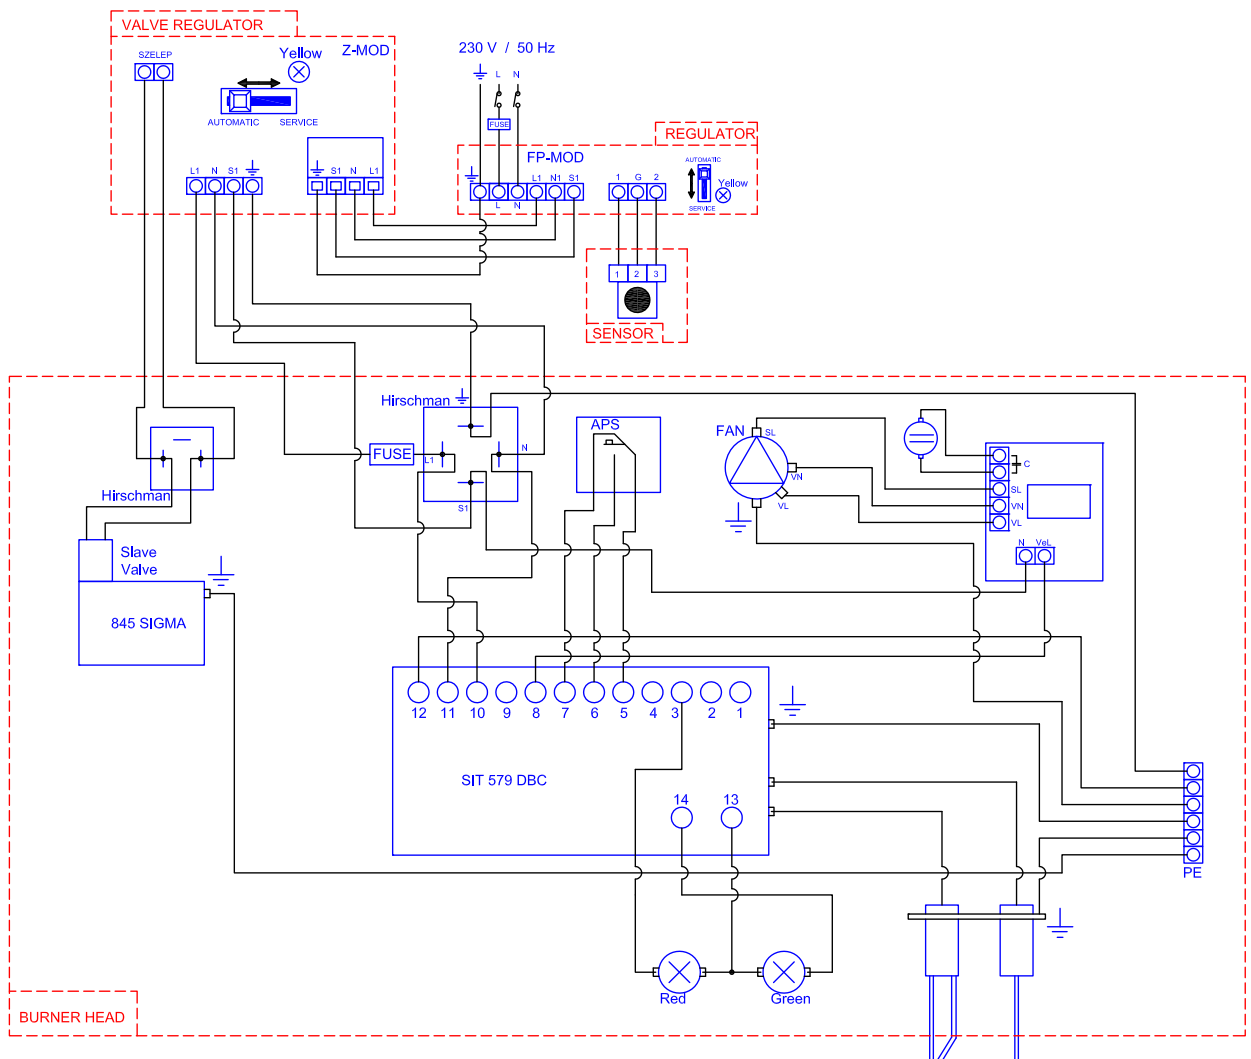 VALVE REGULATOR
SZELEP
Yellow
Z-MOD
AUTOMATIC
SERVICE
L1 N S1
S1 N L1
230 V / 50 Hz
L N
FUSE
REGULATOR
FP-MOD
L1 N1 S1
L N
1 G 2
AUTOMATIC
Yellow
SERVICE
1 2 3
SENSOR
Hirschman
FUSE
L1
N
S1
Hirschman
APS
FAN
SL
VN
VL
C
SL
VN
VL
N VeL
Slave
Valve
845 SIGMA
12 11 10 9 8 7 6 5 4 3 2 1
SIT 579 DBC
14 13
PE
Red
Green
BURNER HEAD